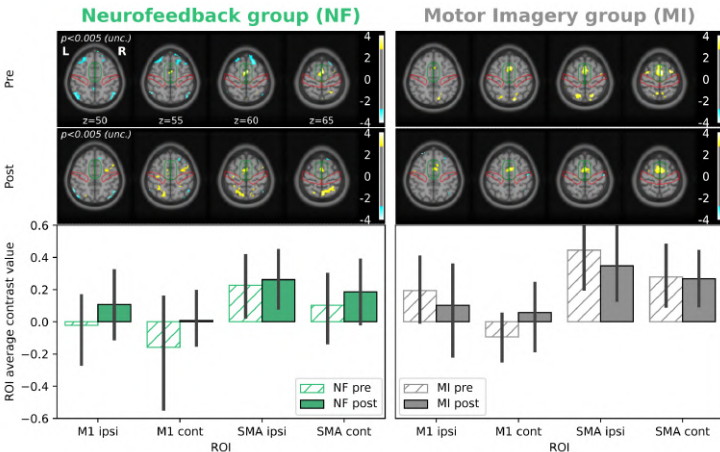 Neurofeedback group (NF)
Motor Imagery group (MI)
Pre
p<0.005 (unc.)
L R
z=50 z=55 z=60 z=65
4
2
0
−2
−4
4
2
0
−2
−4
Post
p<0.005 (unc.)
4
2
0
−2
−4
4
2
0
−2
−4
ROI average contrast value
0.6
0.4
0.2
0.0
−0.2
−0.4
−0.6
NF pre
NF post
MI pre
MI post
M1 ipsi M1 cont SMA ipsi SMA cont
ROI
M1 ipsi M1 cont SMA ipsi SMA cont
ROI